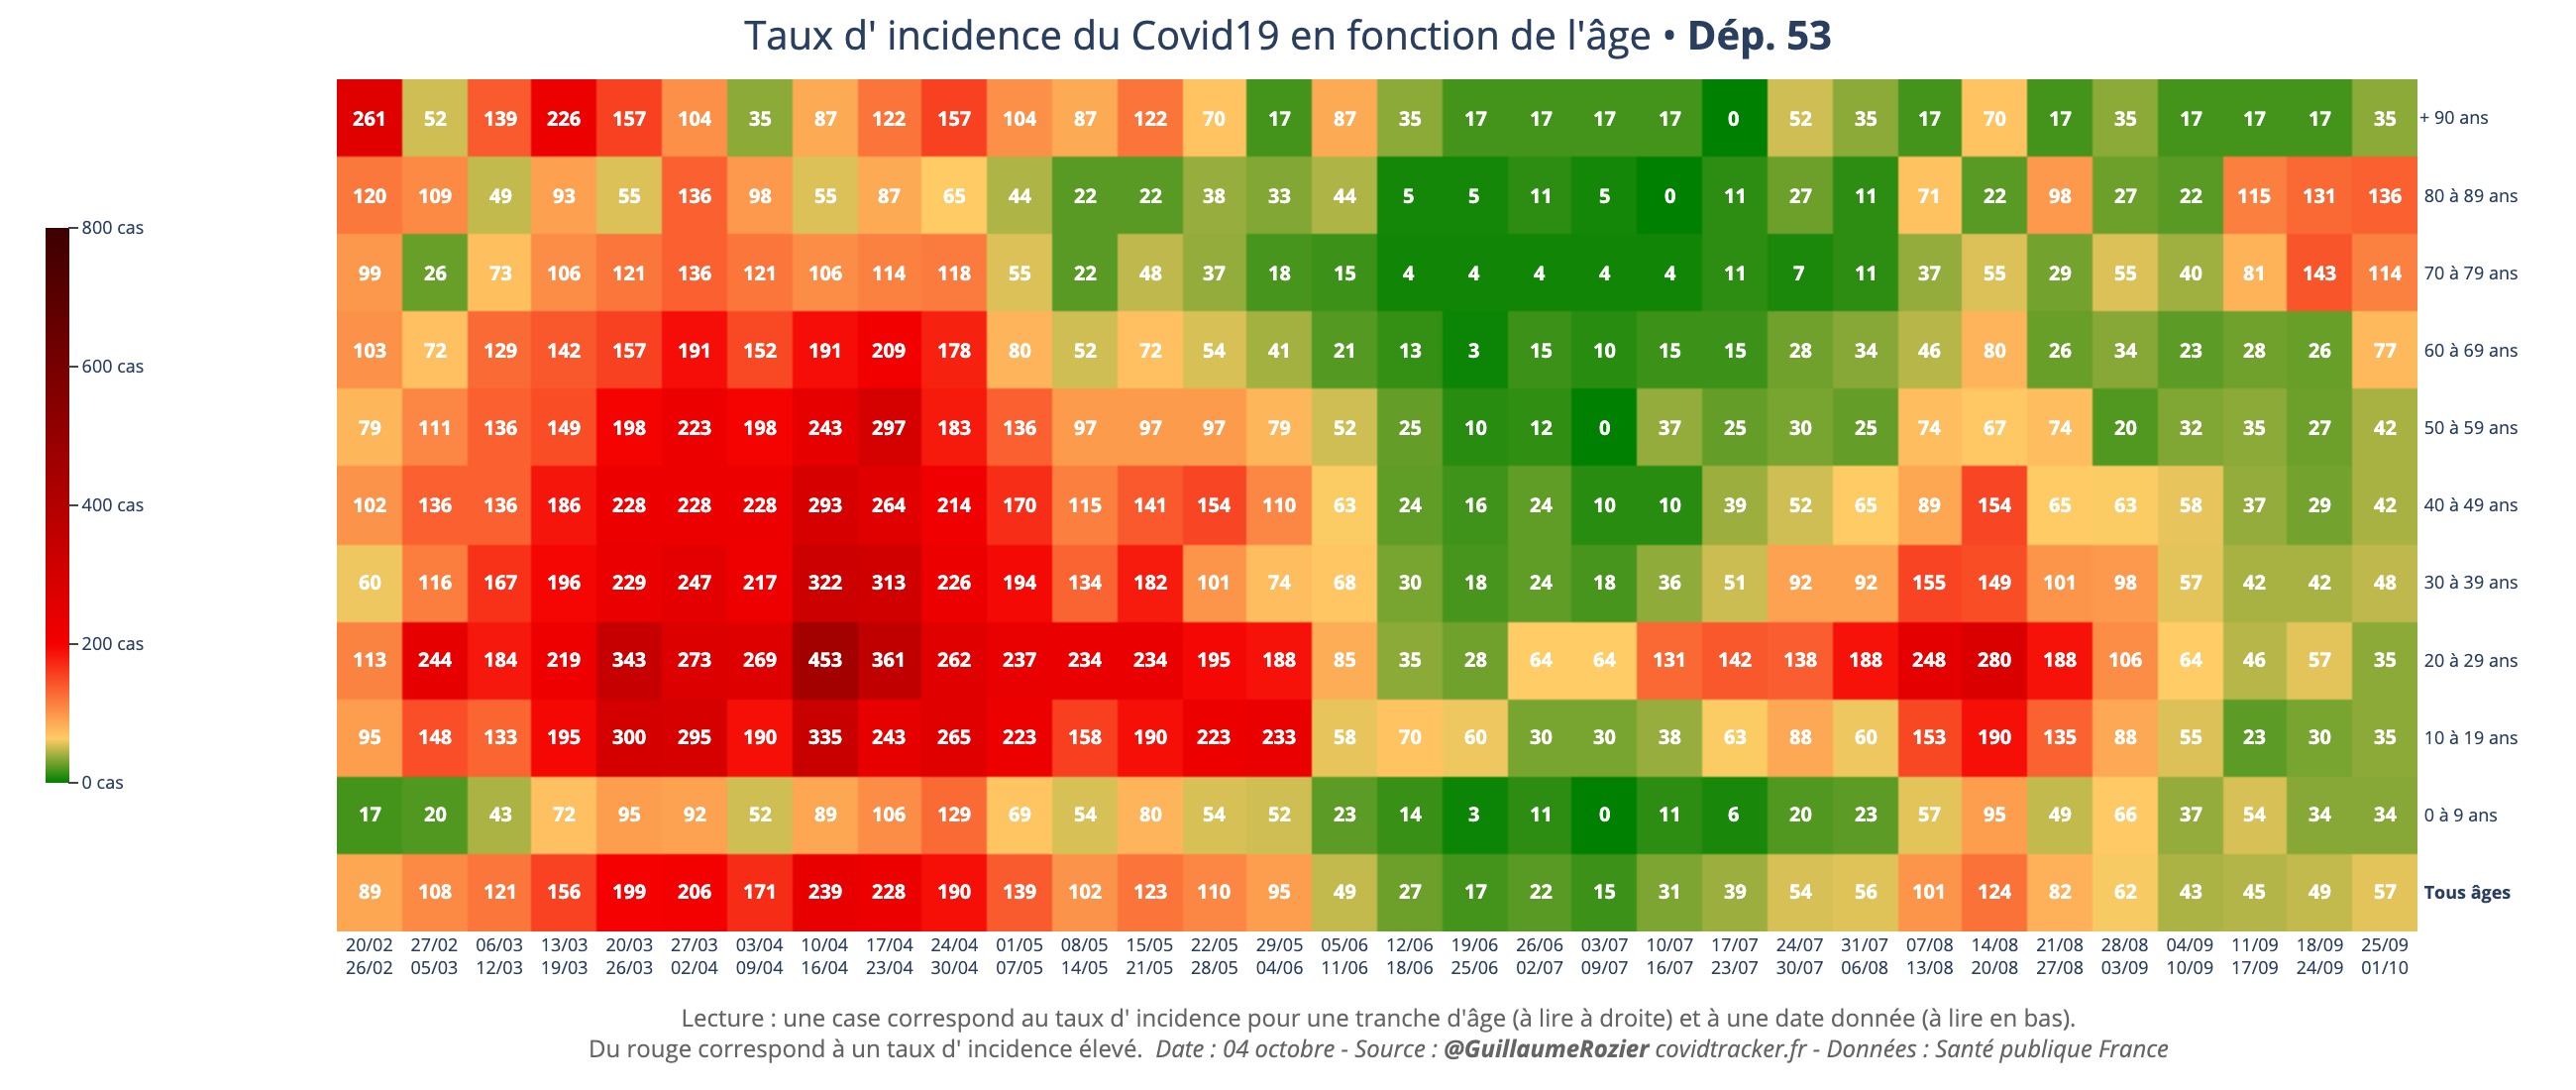 Taux d' incidence du Covid19 en fonction de l'âge • Dép. 53
800 cas
600 cas
400 cas
200 cas
0 cas
261 52 139 226 157 104 35 87 122 157 104 87 122 70 17 87 35 17 17 17 17 0 52 35 17 70 17 35 17 17 17 35 + 90 ans
120 109 49 93 55 136 98 55 87 65 44 22 22 38 33 44 5 5 11 5 0 11 27 11 71 22 98 27 22 115 131 136 80 à 89 ans
99 26 73 106 121 136 121 106 114 118 55 22 48 37 18 15 4 4 4 4 4 11 7 11 37 55 29 55 40 81 143 114 70 à 79 ans
103 72 129 142 157 191 152 191 209 178 80 52 72 54 41 21 13 3 15 10 15 15 28 34 46 80 26 34 23 28 26 77 60 à 69 ans
79 111 136 149 198 223 198 243 297 183 136 97 97 97 79 52 25 10 12 0 37 25 30 25 74 67 74 20 32 35 27 42 50 à 59 ans
102 136 136 186 228 228 228 293 264 214 170 115 141 154 110 63 24 16 24 10 10 39 52 65 89 154 65 63 58 37 29 42 40 à 49 ans
60 116 167 196 229 247 217 322 313 226 194 134 182 101 74 68 30 18 24 18 36 51 92 92 155 149 101 98 57 42 42 48 30 à 39 ans
113 244 184 219 343 273 269 453 361 262 237 234 234 195 188 85 35 28 64 64 131 142 138 188 248 280 188 106 64 46 57 35 20 à 29 ans
95 148 133 195 300 295 190 335 243 265 223 158 190 223 233 58 70 60 30 30 38 63 88 60 153 190 135 88 55 23 30 35 10 à 19 ans
17 20 43 72 95 92 52 89 106 129 69 54 80 54 52 23 14 3 11 0 11 6 20 23 57 95 49 66 37 54 34 34 0 à 9 ans
89 108 121 156 199 206 171 239 228 190 139 102 123 110 95 49 27 17 22 15 31 39 54 56 101 124 82 62 43 45 49 57 Tous âges
20/02 27/02 06/03 13/03 20/03 27/03 03/04 10/04 17/04 24/04 01/05 08/05 15/05 22/05 29/05 05/06 12/06 19/06 26/06 03/07 10/07 17/07 24/07 31/07 07/08 14/08 21/08 28/08 04/09 11/09 18/09 25/09
26/02 05/03 12/03 19/03 26/03 02/04 09/04 16/04 23/04 30/04 07/05 14/05 21/05 28/05 04/06 11/06 18/06 25/06 02/07 09/07 16/07 23/07 30/07 06/08 13/08 20/08 27/08 03/09 10/09 17/09 24/09 01/10
Lecture : une case correspond au taux d' incidence pour une tranche d'âge (à lire à droite) et à une date donnée (à lire en bas).
Du rouge correspond à un taux d' incidence élevé. Date : 04 octobre - Source : @GuillaumeRozier covidtracker.fr - Données : Santé publique France